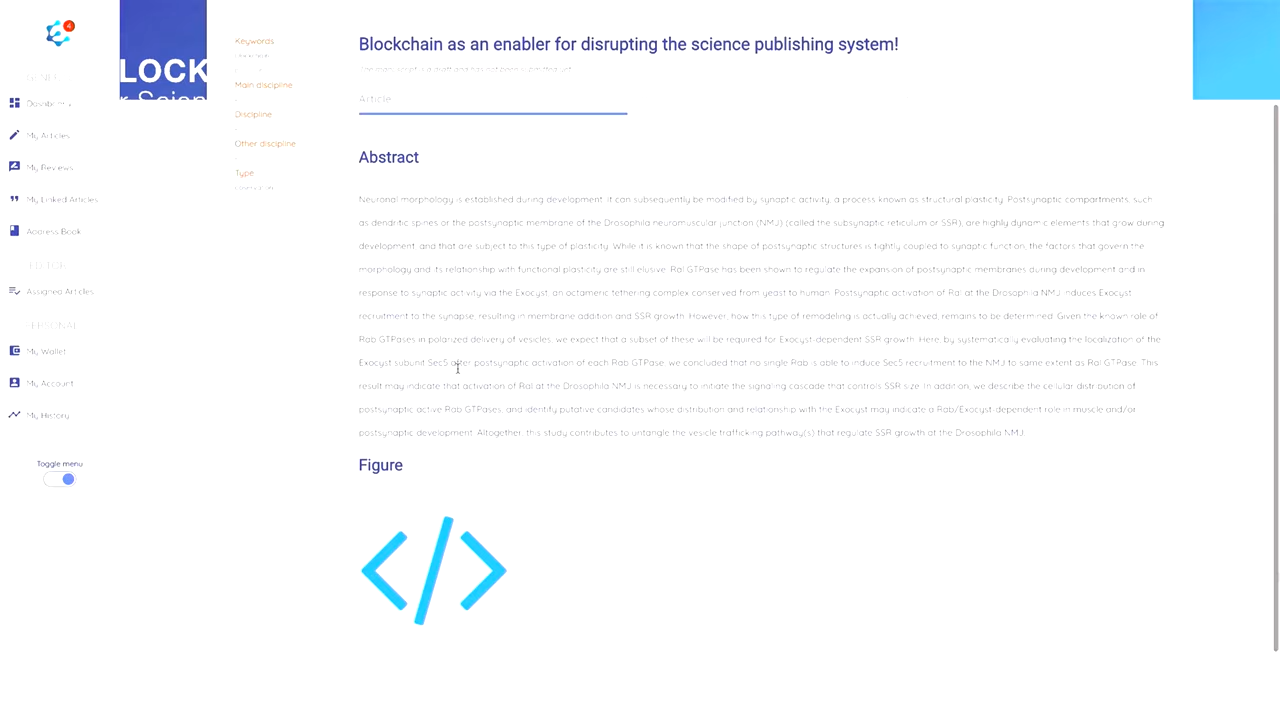 4
LOCK
My Articles
My Reviews
My Linked Articles
Address Book
EDITOR
Assigned Articles
PERSONAL
My Wallet
My Account
My History
Toggle menu
Keywords
Main discipline
Discipline
Other discipline
Type
Blockchain as an enabler for disrupting the science publishing system!
Article
Abstract
Neuronal morphology is established during development. It can subsequently be modified by synaptic activity, a process known as structural plasticity. Postsynaptic compartments, such
as dendritic spines or the postsynaptic membrane of the Drosophila neuromuscular junction (NMJ) (called the subsynaptic reticulum or SSR), are highly dynamic elements that grow during
development, and that are subject to this type of plasticity. While it is known that the shape of postsynaptic structures is tightly coupled to synaptic function, the factors that govern the
morphology and its relationship with functional plasticity are still elusive. Ral GTPase has been shown to regulate the expansion of postsynaptic membranes during development and in
response to synaptic activity via the Exocyst, an octameric tethering complex conserved from yeast to human. Postsynaptic activation of Ral at the Drosophila NMJ induces Exocyst
recruitment to the synapse, resulting in membrane addition and SSR growth. However, how this type of remodeling is actually achieved, remains to be determined. Given the known role of
Rab GTPases in polarized delivery of vesicles, we expect that a subset of these will be required for Exocyst-dependent SSR growth. Here, by systematically evaluating the localization of the
Exocyst subunit Sec5 after postsynaptic activation of each Rab GTPase, we concluded that no single Rab is able to induce Sec5 recruitment to the NMJ to same extent as Ral GTPase. This
result may indicate that activation of Ral at the Drosophila NMJ is necessary to initiate the signaling cascade that controls SSR size. In addition, we describe the cellular distribution of
postsynaptic active Rab GTPases, and identify putative candidates whose distribution and relationship with the Exocyst may indicate a Rab/Exocyst-dependent role in muscle and/or
postsynaptic development. Altogether, this study contributes to untangle the vesicle trafficking pathway(s) that regulate SSR growth at the Drosophila NMJ.
Figure